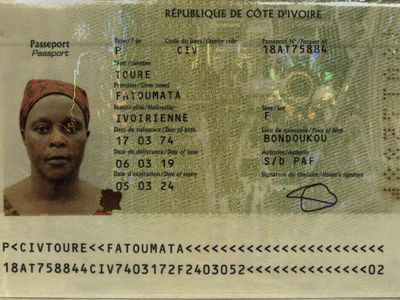 RÉPUBLIQUE DE CÔTE D'IVOIRE
Passeport
Passport
Type/Type Code du pays/Country code Passeport N°/Passport N°
P CIV 18AT75884
Nom/Surname
TOURE
Prénoms/Given names
FATOUMATA
Nationalité/Nationality Sexe/Sex
IVOIRIENNE F
Date de naissance/Date of birth Lieu de naissance/Place of birth
17 03 74 BONDOUKOU
Date de délivrance/Date of issue Autorité/Authority
06 03 19 S/D PAF
Date d'expiration/Date of expiry Signature du titulaire/Holder's signature
05 03 24
P<CIVTOURE<<FATOUMATA<<<<<<<<<<<<<<<<<<<<<<<
18AT758844CIV7403172F2403052<<<<<<<<<<<<<<02